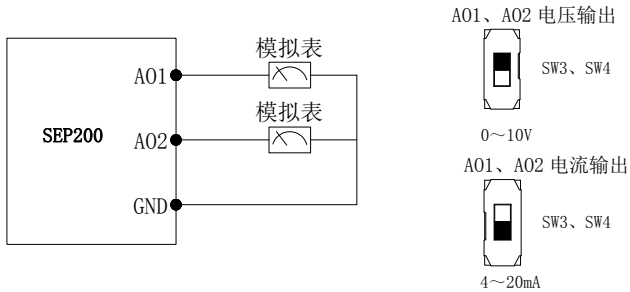 AO1、AO2 电压输出
模拟表
AO1
SW3、SW4
模拟表
SEP200
AO2
0～10V
AO1、AO2 电流输出
GND
SW3、SW4
4～20mA